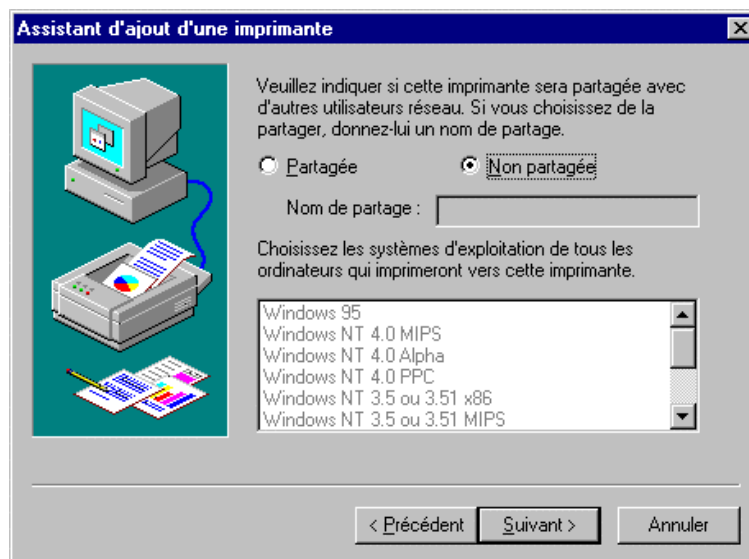 Assistant d'ajout d'une imprimante
Veuillez indiquer si cette imprimante sera partagée avec
d'autres utilisateurs réseau. Si vous choisissez de la
partager, donnez-lui un nom de partage.
Partagée
Non partagée
Nom de partage :
Choisissez les systèmes d'exploitation de tous les
ordinateurs qui imprimeront vers cette imprimante.
Windows 95
Windows NT 4.0 MIPS
Windows NT 4.0 Alpha
Windows NT 4.0 PPC
Windows NT 3.5 ou 3.51 x86
Windows NT 3.5 ou 3.51 MIPS
< Précédent
Suivant >
Annuler